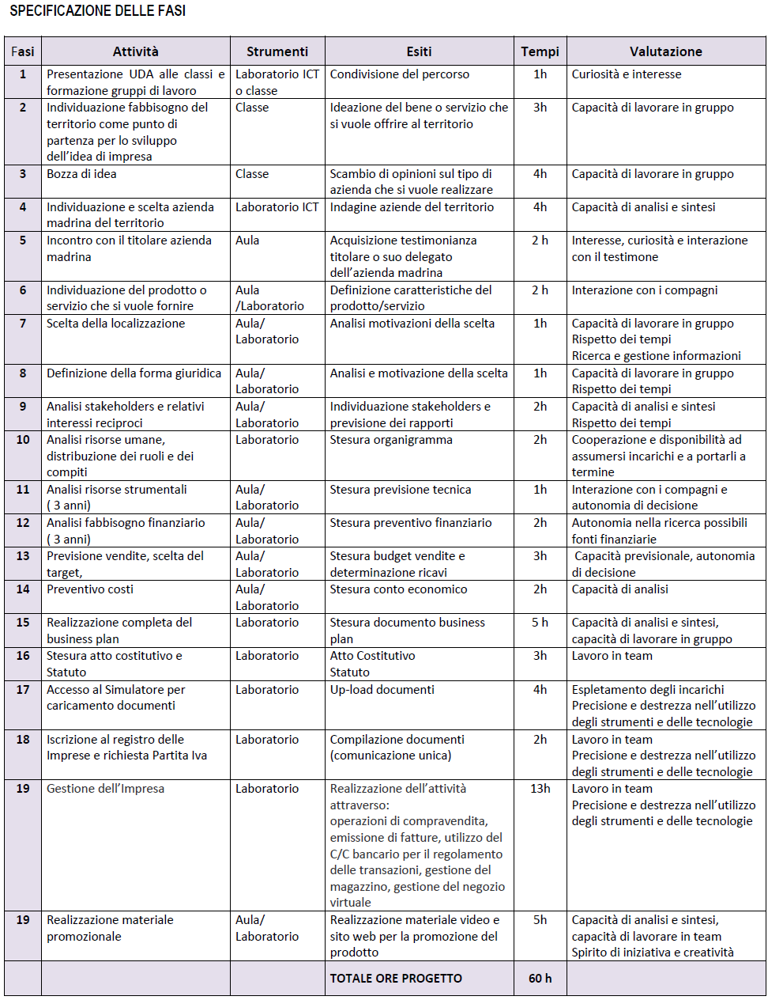 SPECIFICAZIONE DELLE FASI
Fasi Attività Strumenti Esiti Tempi Valutazione
1 Presentazione UDA alle classi e Laboratorio ICT Condivisione del percorso 1h Curiosità e interesse
formazione gruppi di lavoro o classe
2 Individuazione fabbisogno del Classe Ideazione del bene o servizio che 3h Capacità di lavorare in gruppo
territorio come punto di si vuole offrire al territorio
partenza per lo sviluppo
dell’idea di impresa
3 Bozza di idea Classe Scambio di opinioni sul tipo di 4h Capacità di lavorare in gruppo
azienda che si vuole realizzare
4 Individuazione e scelta azienda Laboratorio ICT Indagine aziende del territorio 4h Capacità di analisi e sintesi
madrina del territorio
5 Incontro con il titolare azienda Aula Acquisizione testimonianza 2 h Interesse, curiosità e interazione
madrina titolare o suo delegato con il testimone
dell’azienda madrina
6 Individuazione del prodotto o Aula Definizione caratteristiche del 2 h Interazione con i compagni
servizio che si vuole fornire /Laboratorio prodotto/servizio
7 Scelta della localizzazione Aula/ Analisi motivazioni della scelta 1h Capacità di lavorare in gruppo
Laboratorio Rispetto dei tempi
Ricerca e gestione informazioni
8 Definizione della forma giuridica Aula/ Analisi e motivazione della scelta 1h Capacità di lavorare in gruppo
Laboratorio Rispetto dei tempi
9 Analisi stakeholders e relativi Aula/ Individuazione stakeholders e 2h Capacità di analisi e sintesi
interessi reciproci Laboratorio previsione dei rapporti Rispetto dei tempi
10 Analisi risorse umane, Laboratorio Stesura organigramma 2h Cooperazione e disponibilità ad
distribuzione dei ruoli e dei assumersi incarichi e a portarli a
compiti termine
11 Analisi risorse strumentali Aula/ Stesura previsione tecnica 1h Interazione con i compagni e
( 3 anni) Laboratorio autonomia di decisione
12 Analisi fabbisogno finanziario Aula/ Stesura preventivo finanziario 2h Autonomia nella ricerca possibili
( 3 anni) Laboratorio fonti finanziarie
13 Previsione vendite, scelta del Aula/ Stesura budget vendite e 3h Capacità previsionale, autonomia
target, Laboratorio determinazione ricavi di decisione
14 Preventivo costi Aula/ Stesura conto economico 2h Capacità di analisi
Laboratorio
15 Realizzazione completa del Laboratorio Stesura documento business 5 h Capacità di analisi e sintesi,
business plan plan capacità di lavorare in gruppo
16 Stesura atto costitutivo e Laboratorio Atto Costitutivo 3h Lavoro in team
Statuto Statuto
17 Accesso al Simulatore per Laboratorio Up-load documenti 4h Espletamento degli incarichi
caricamento documenti Precisione e destrezza nell’utilizzo
degli strumenti e delle tecnologie
18 Iscrizione al registro delle Laboratorio Compilazione documenti 2h Lavoro in team
Imprese e richiesta Partita Iva (comunicazione unica) Precisione e destrezza nell’utilizzo
degli strumenti e delle tecnologie
19 Gestione dell’Impresa Laboratorio Realizzazione dell’attività 13h Lavoro in team
attraverso: Precisione e destrezza nell’utilizzo
operazioni di compravendita, degli strumenti e delle tecnologie
emissione di fatture, utilizzo del
C/C bancario per il regolamento
delle transazioni, gestione del
magazzino, gestione del negozio
virtuale
19 Realizzazione materiale Aula/ Realizzazione materiale video e 5h Capacità di analisi e sintesi,
promozionale Laboratorio sito web per la promozione del capacità di lavorare in team
prodotto Spirito di iniziativa e creatività
TOTALE ORE PROGETTO 60 h